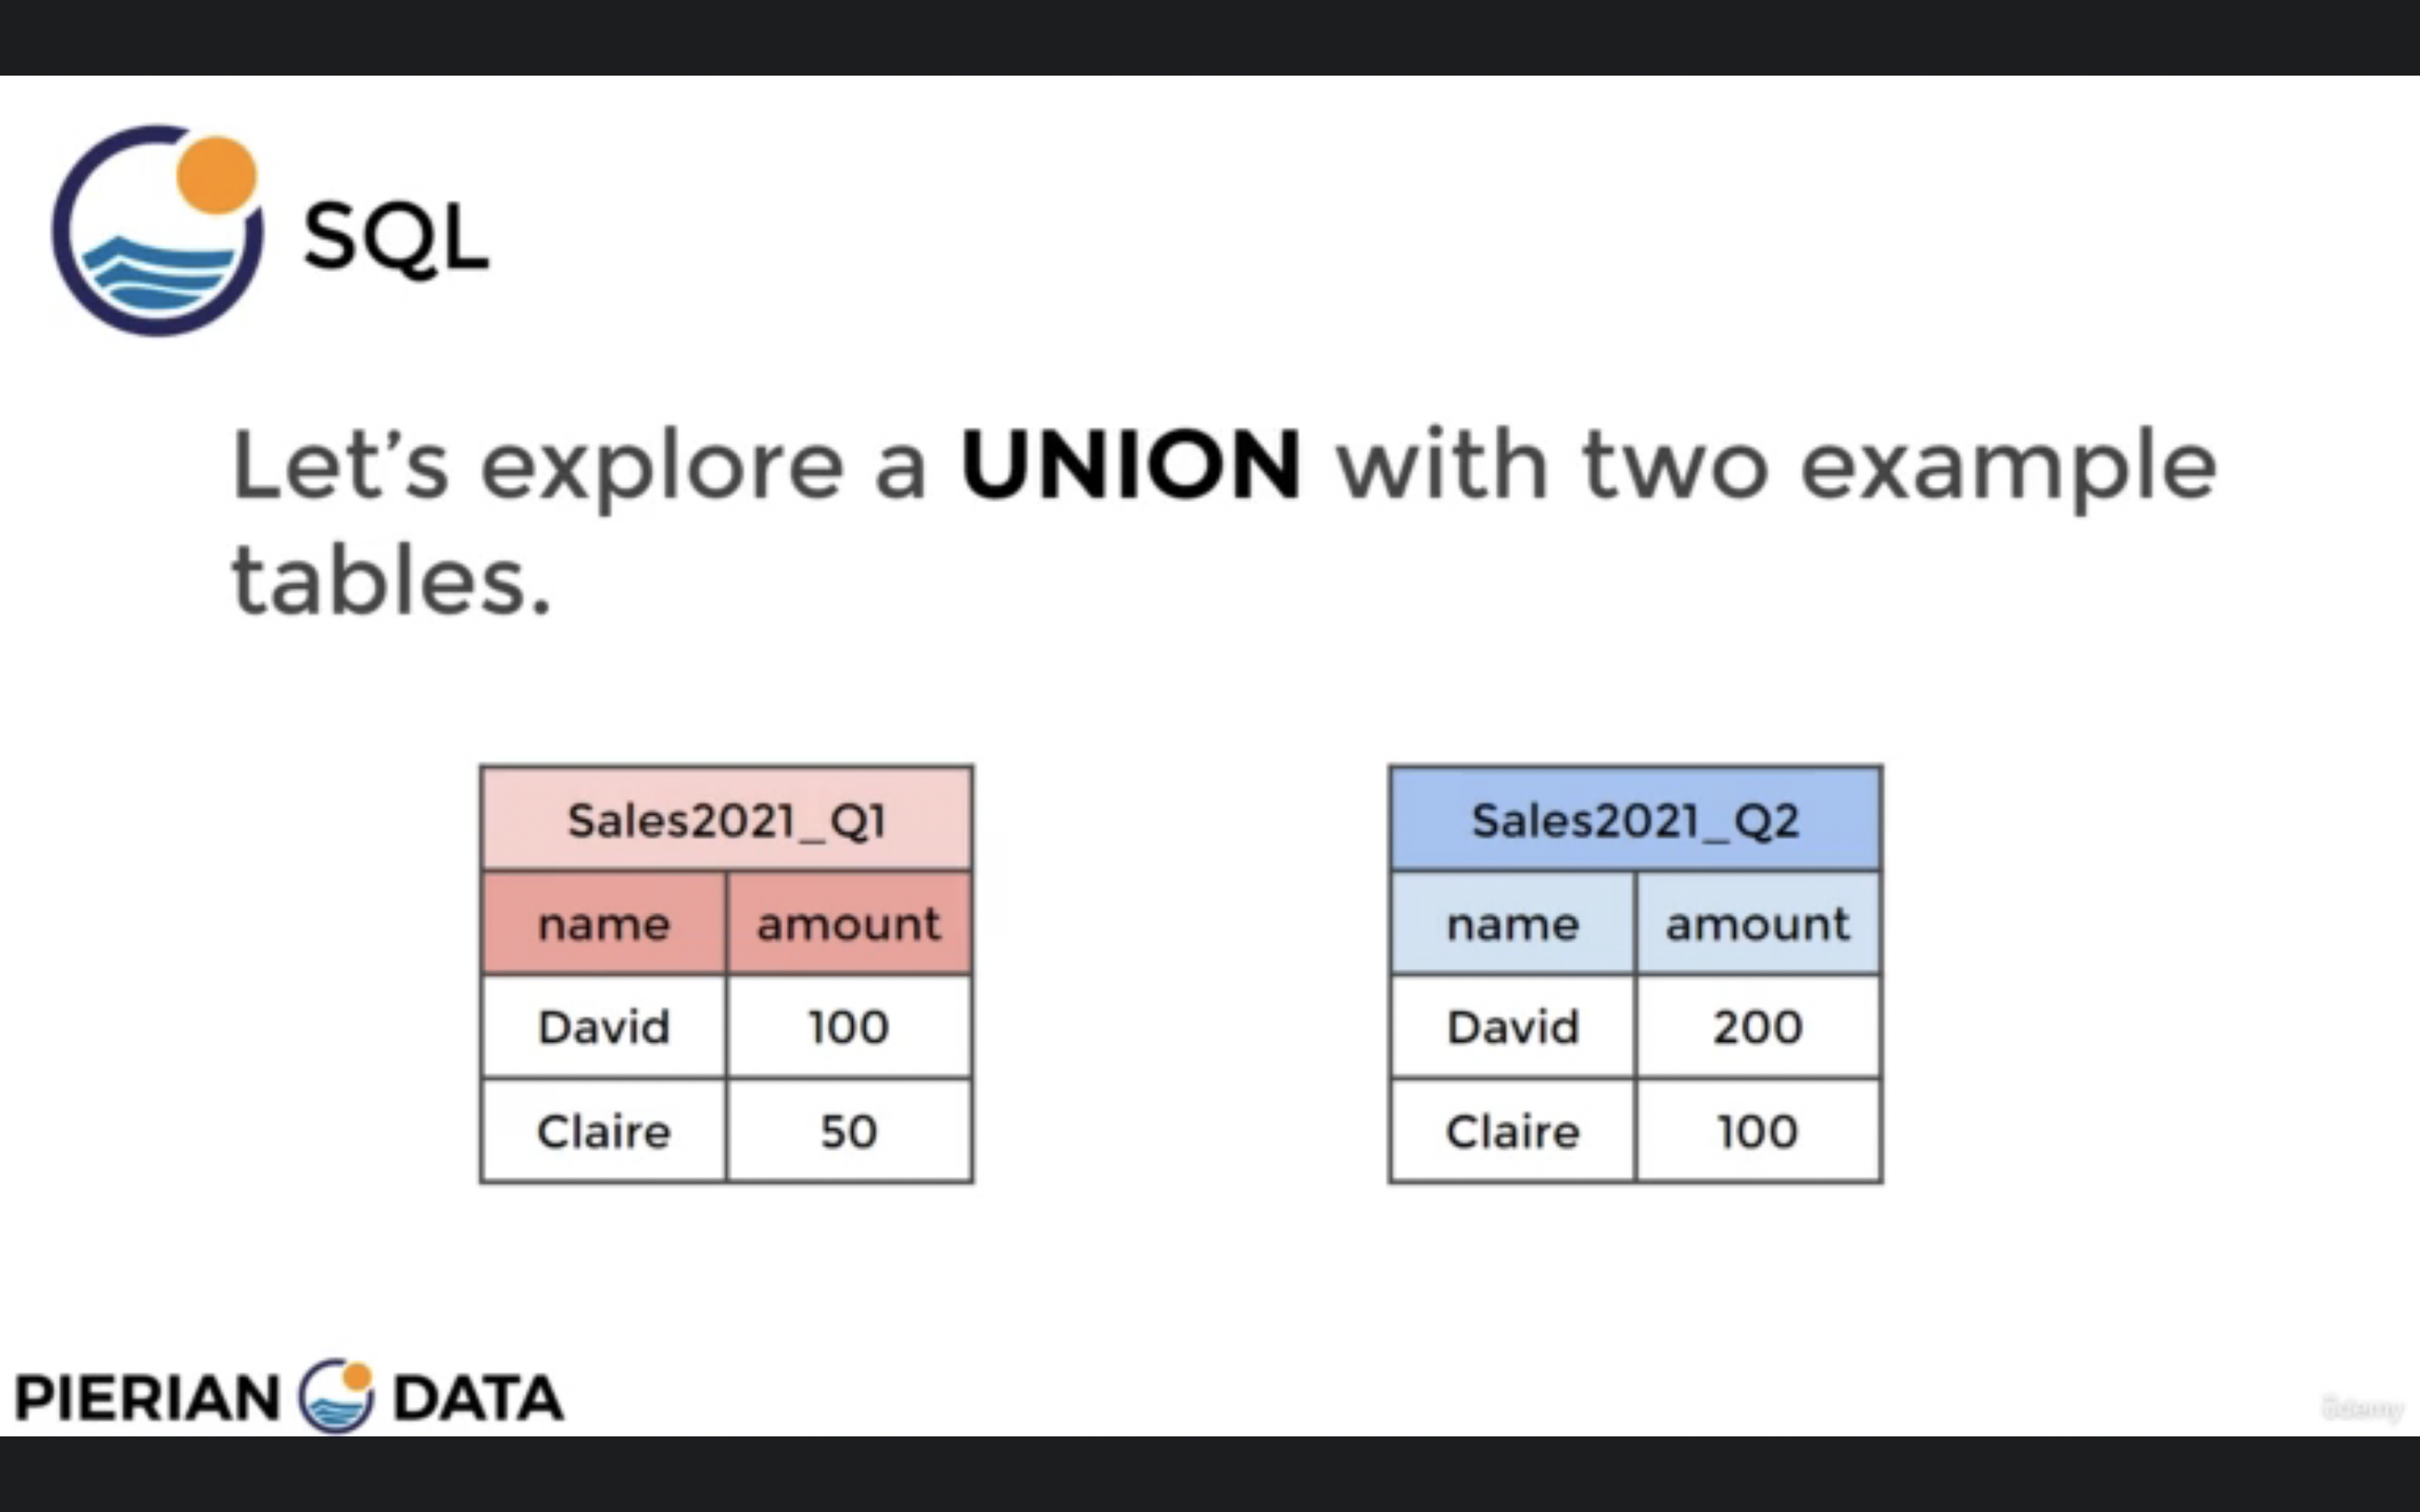 SQL
Let's explore a UNION with two example
tables.
Sales2021_Q1
name amount
David 100
Claire 50
Sales2021_Q2
name amount
David 200
Claire 100
PIERIAN DATA
ûdemy